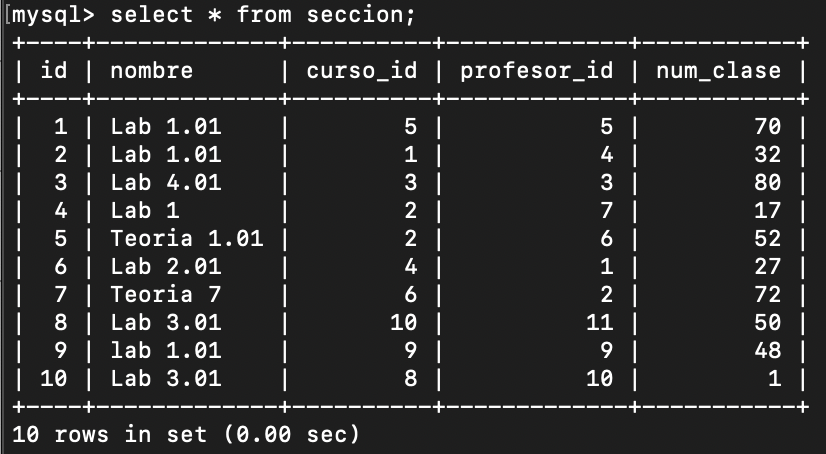 [mysql> select * from seccion;
+----+--------------+----------+-------------+-----------+
| id | nombre       | curso_id | profesor_id | num_clase |
+----+--------------+----------+-------------+-----------+
|  1 | Lab 1.01     |        5 |           5 |        70 |
|  2 | Lab 1.01     |        1 |           4 |        32 |
|  3 | Lab 4.01     |        3 |           3 |        80 |
|  4 | Lab 1        |        2 |           7 |        17 |
|  5 | Teoria 1.01  |        2 |           6 |        52 |
|  6 | Lab 2.01     |        4 |           1 |        27 |
|  7 | Teoria 7     |        6 |           2 |        72 |
|  8 | Lab 3.01     |       10 |          11 |        50 |
|  9 | lab 1.01     |        9 |           9 |        48 |
| 10 | Lab 3.01     |        8 |          10 |         1 |
+----+--------------+----------+-------------+-----------+
10 rows in set (0.00 sec)